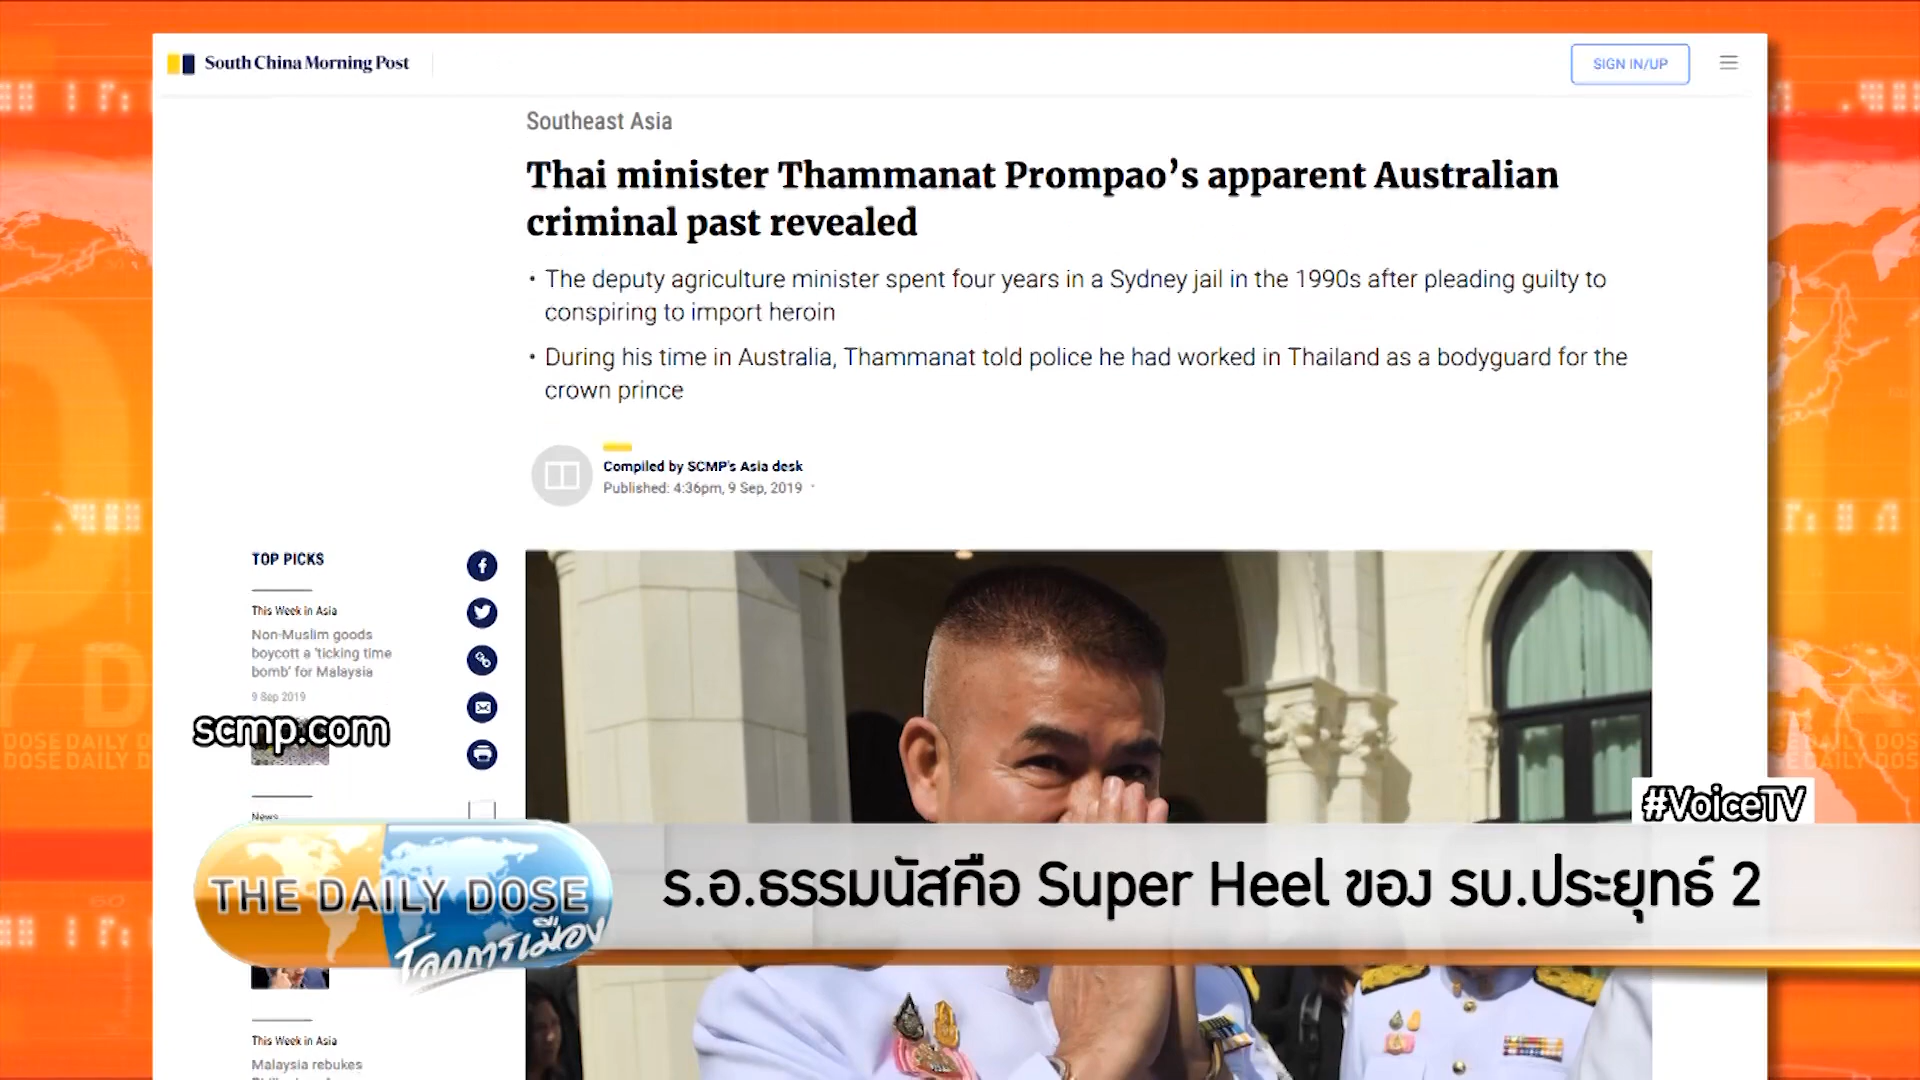 South China Morning Post
SIGN IN/UP
Southeast Asia
Thai minister Thammanat Prompao’s apparent Australian
criminal past revealed
• The deputy agriculture minister spent four years in a Sydney jail in the 1990s after pleading guilty to
conspiring to import heroin
• During his time in Australia, Thammanat told police he had worked in Thailand as a bodyguard for the
crown prince
Compiled by SCMP's Asia desk
Published: 4:36pm, 9 Sep, 2019
TOP PICKS
This Week in Asia
Non-Muslim goods
boycott a 'ticking time
bomb' for Malaysia
9 Sep 2019
scmp.com
News
#VoiceTV
THE DAILY DOSE
โลกการเมือง
ร.อ.ธรรมนัสคือ Super Heel ของ รบ.ประยุทธ์ 2
This Week in Asia
Malaysia rebukes